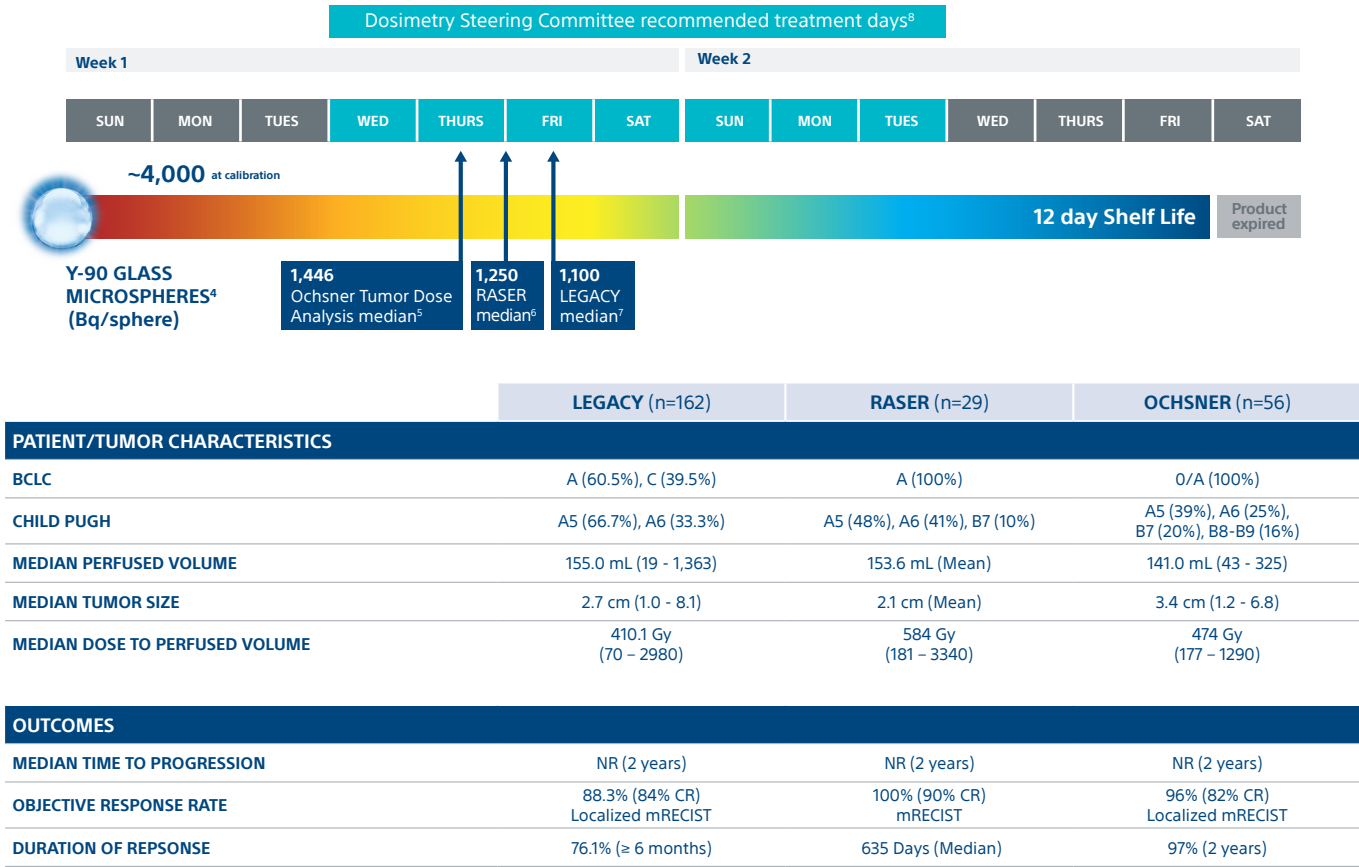 Dosimetry Steering Committee recommended treatment days⁸
Week 1
Week 2
SUN MON TUES WED THURS FRI SAT SUN MON TUES WED THURS FRI SAT
~4,000 at calibration
12 day Shelf Life
Product
expired
Y-90 GLASS
MICROSPHERES⁴
(Bq/sphere)
1,446
Ochsner Tumor Dose
Analysis median⁵
1,250
RASER
median⁶
1,100
LEGACY
median⁷
LEGACY (n=162) RASER (n=29) OCHSNER (n=56)
PATIENT/TUMOR CHARACTERISTICS
BCLC A (60.5%), C (39.5%) A (100%) 0/A (100%)
CHILD PUGH A5 (66.7%), A6 (33.3%) A5 (48%), A6 (41%), B7 (10%) A5 (39%), A6 (25%),
B7 (20%), B8-B9 (16%)
MEDIAN PERFUSED VOLUME 155.0 mL (19 - 1,363) 153.6 mL (Mean) 141.0 mL (43 - 325)
MEDIAN TUMOR SIZE 2.7 cm (1.0 - 8.1) 2.1 cm (Mean) 3.4 cm (1.2 - 6.8)
MEDIAN DOSE TO PERFUSED VOLUME 410.1 Gy 584 Gy 474 Gy
(70 – 2980) (181 – 3340) (177 – 1290)
OUTCOMES
MEDIAN TIME TO PROGRESSION NR (2 years) NR (2 years) NR (2 years)
OBJECTIVE RESPONSE RATE 88.3% (84% CR) 100% (90% CR) 96% (82% CR)
Localized mRECIST mRECIST Localized mRECIST
DURATION OF REPSONSE 76.1% (≥ 6 months) 635 Days (Median) 97% (2 years)